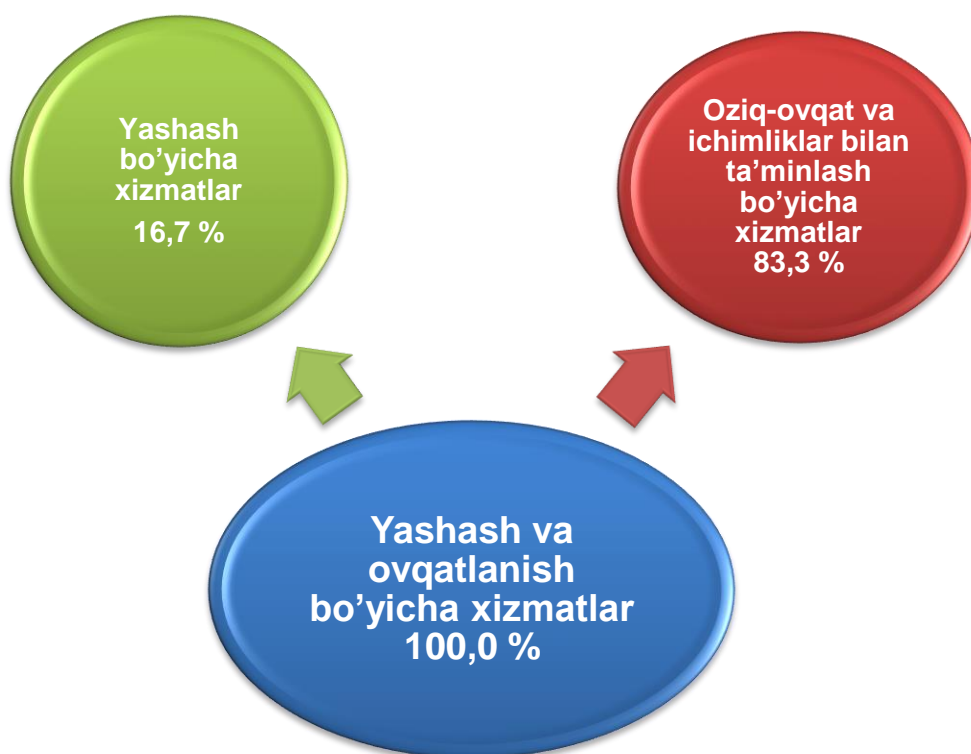 Yashash
bo’yicha
xizmatlar
16,7 %
Oziq-ovqat va
ichimliklar bilan
ta’minlash
bo’yicha
xizmatlar
83,3 %
Yashash va
ovqatlanish
bo’yicha xizmatlar
100,0 %